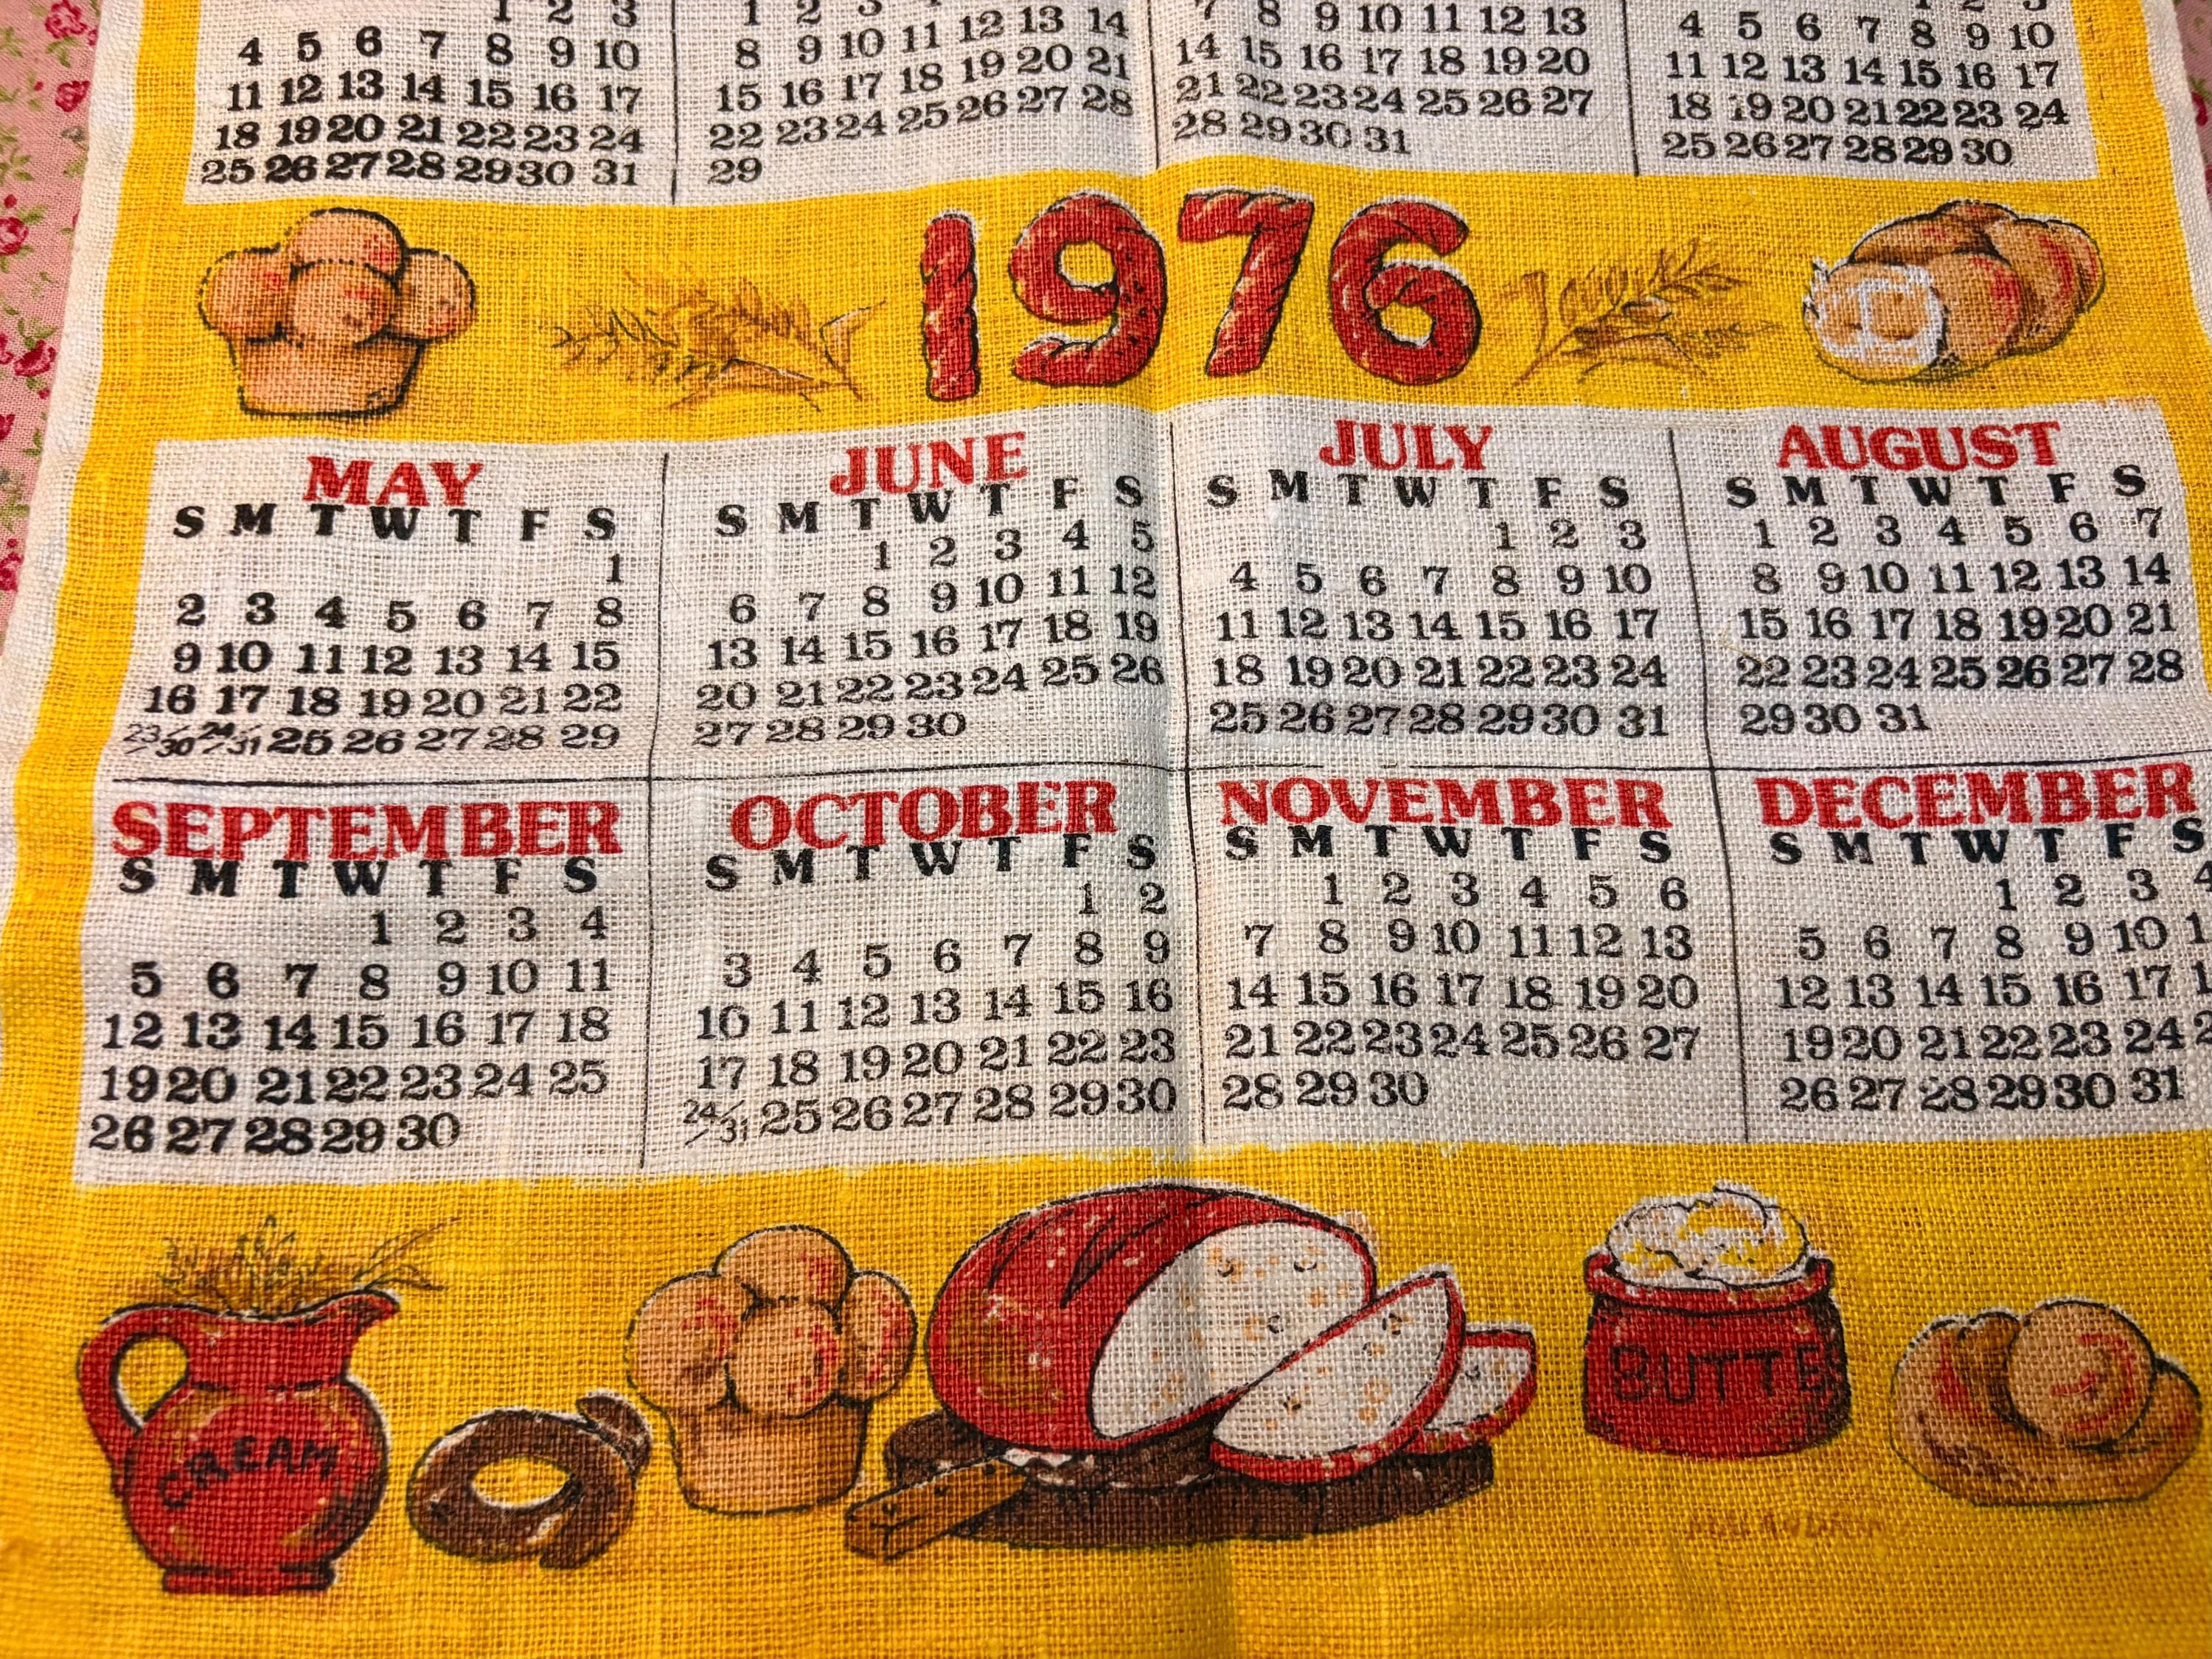 1 2 3
4 5 6 7 8 9 10
11 12 13 14 15 16 17
18 19 20 21 22 23 24
25 26 27 28 29 30 31
1 2 3
8 9 10 11 12 13 14
15 16 17 18 19 20 21
22 23 24 25 26 27 28
29
7 8 9 10 11 12 13
14 15 16 17 18 19 20
21 22 23 24 25 26 27
28 29 30 31
1 2 3
4 5 6 7 8 9 10
11 12 13 14 15 16 17
18 19 20 21 22 23 24
25 26 27 28 29 30
1976
MAY
S M T W T F S
1
2 3 4 5 6 7 8
9 10 11 12 13 14 15
16 17 18 19 20 21 22
23/30 24/31 25 26 27 28 29
JUNE
S M T W T F S
1 2 3 4 5
6 7 8 9 10 11 12
13 14 15 16 17 18 19
20 21 22 23 24 25 26
27 28 29 30
JULY
S M T W T F S
1 2 3
4 5 6 7 8 9 10
11 12 13 14 15 16 17
18 19 20 21 22 23 24
25 26 27 28 29 30 31
AUGUST
S M T W T F S
1 2 3 4 5 6 7
8 9 10 11 12 13 14
15 16 17 18 19 20 21
22 23 24 25 26 27 28
29 30 31
SEPTEMBER
S M T W T F S
1 2 3 4
5 6 7 8 9 10 11
12 13 14 15 16 17 18
19 20 21 22 23 24 25
26 27 28 29 30
OCTOBER
S M T W T F S
1 2
3 4 5 6 7 8 9
10 11 12 13 14 15 16
17 18 19 20 21 22 23
24/31 25 26 27 28 29 30
NOVEMBER
S M T W T F S
1 2 3 4 5 6
7 8 9 10 11 12 13
14 15 16 17 18 19 20
21 22 23 24 25 26 27
28 29 30
DECEMBER
S M T W T F S
1 2 3 4
5 6 7 8 9 10
12 13 14 15 16 17
19 20 21 22 23 24
26 27 28 29 30 31
CREAM
BUTTE